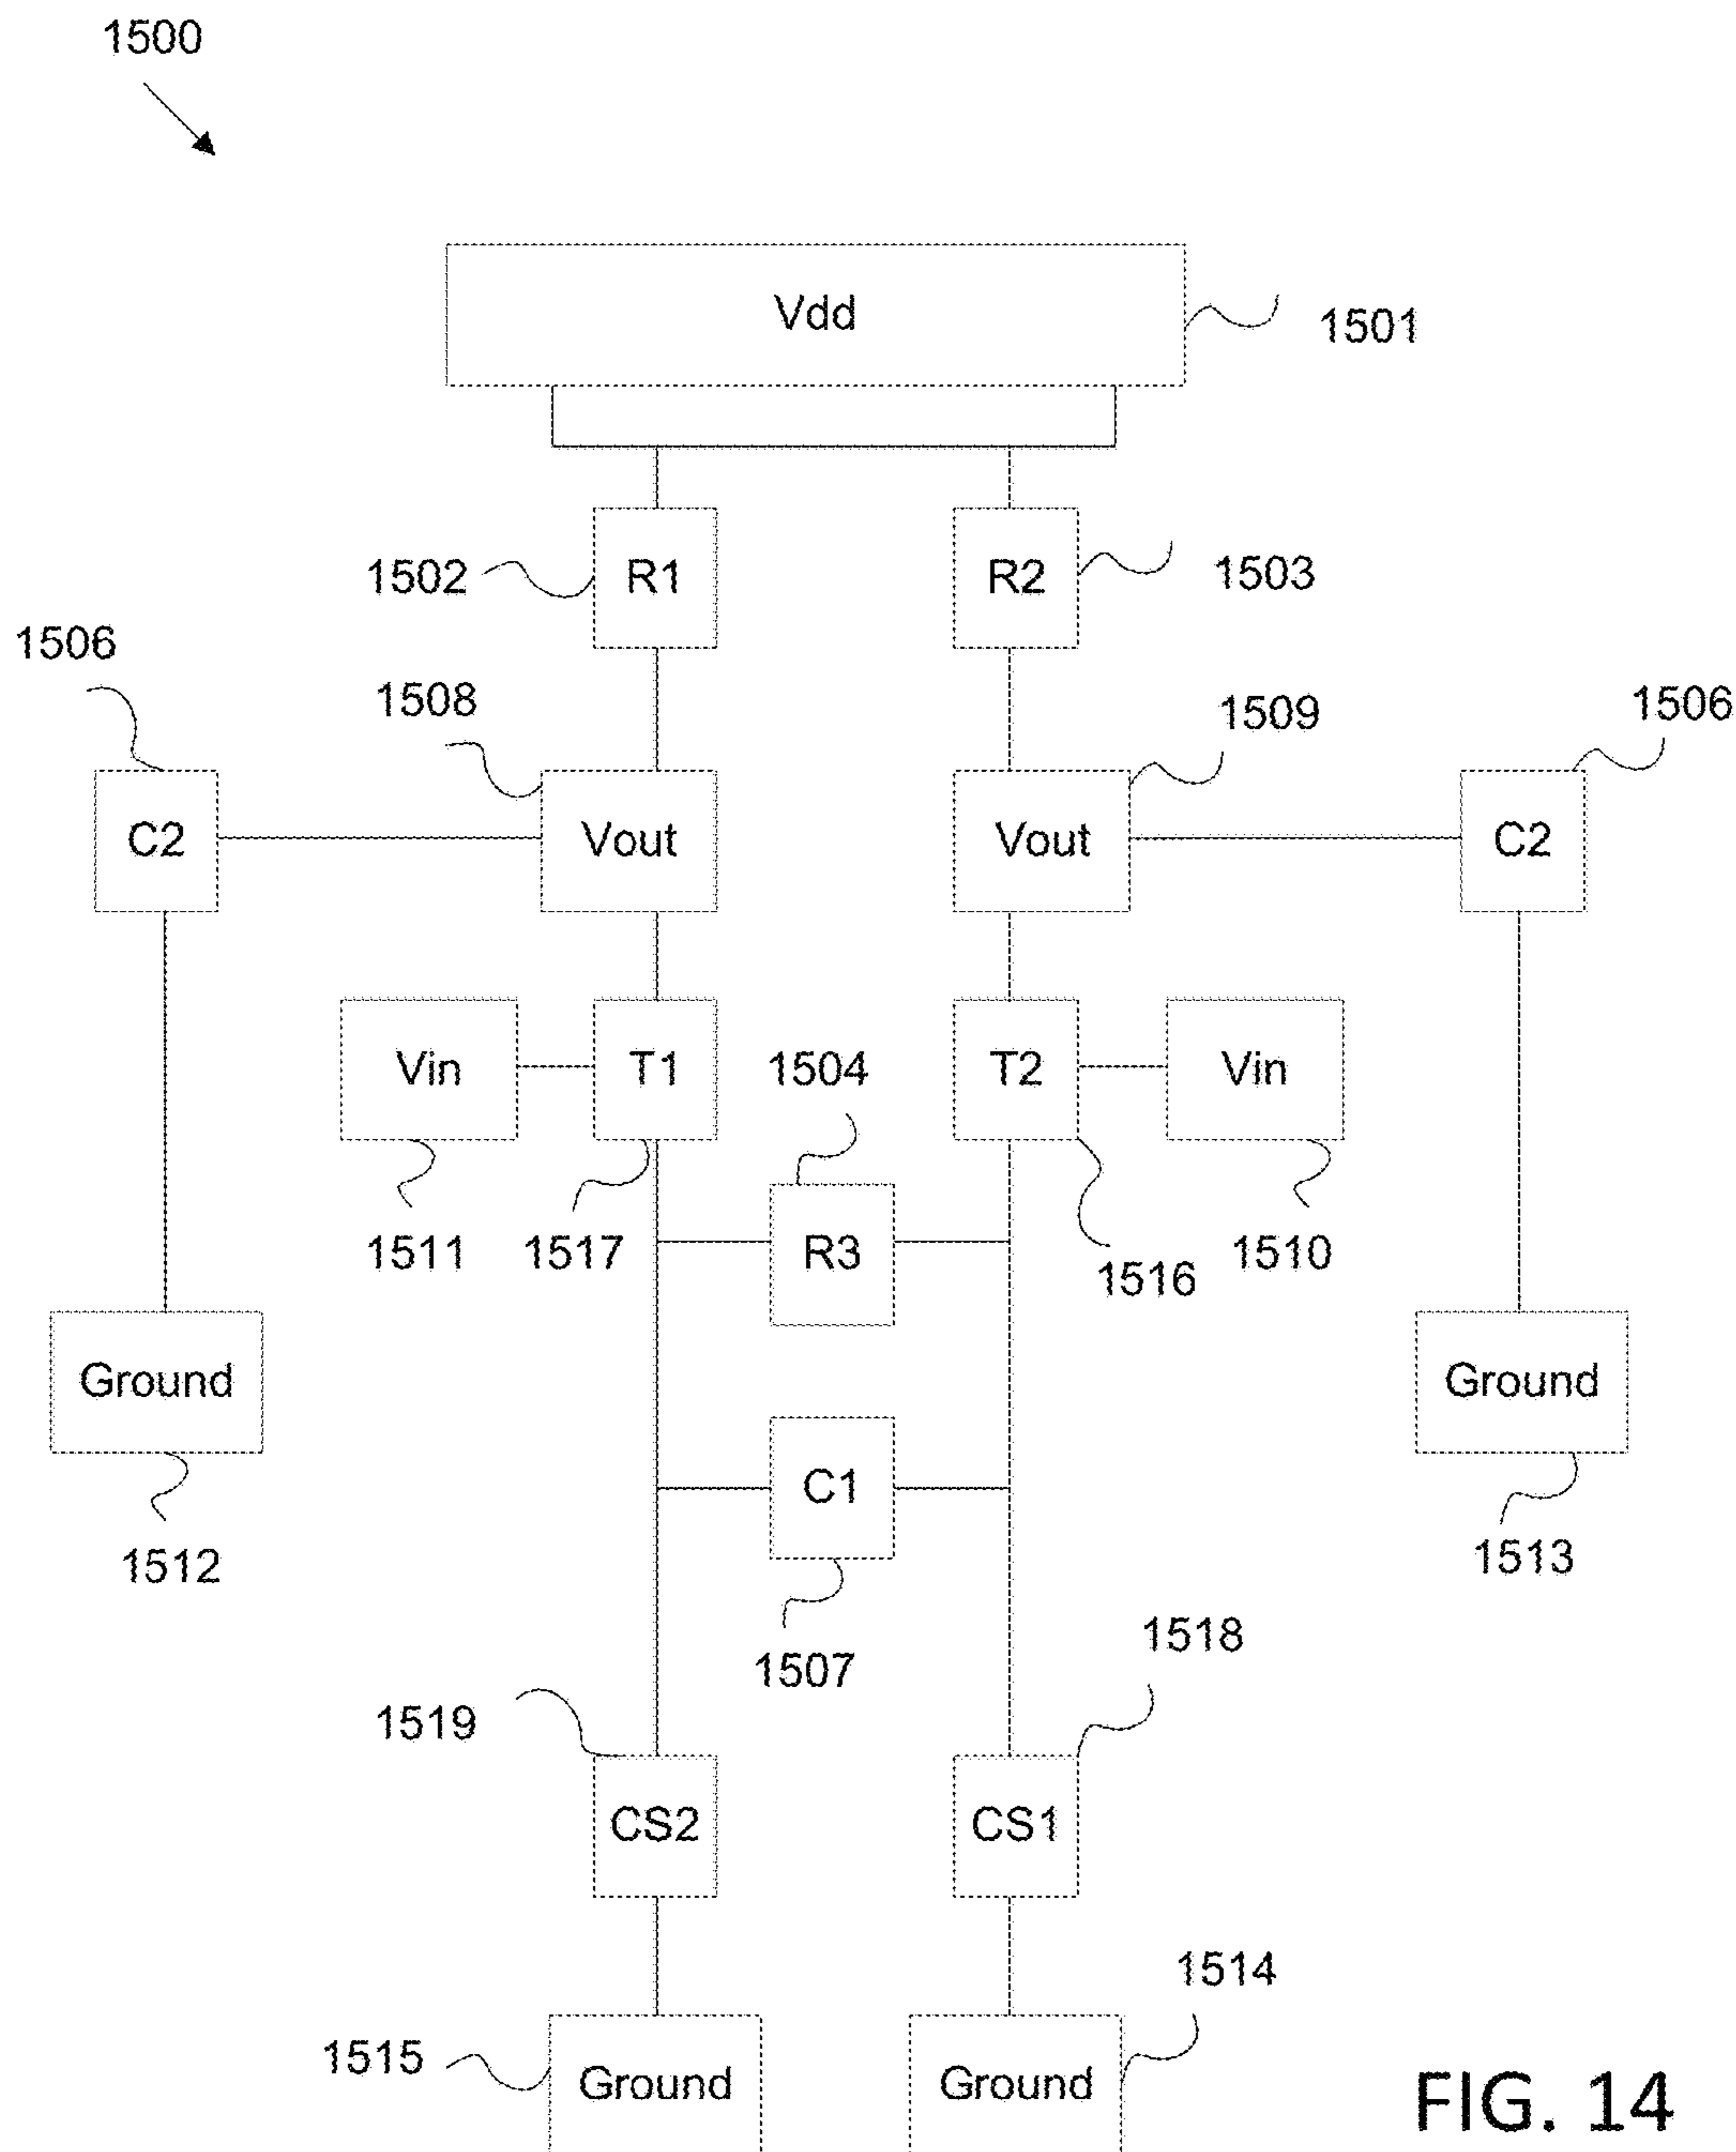 1500
Vdd
1501
1502
R1
R2
1503
1506
1508
1509
1506
C2
Vout
Vout
C2
Vin
T1
1504
T2
Vin
1511
1517
R3
1516
1510
Ground
Ground
C1
1512
1513
1507
1518
1519
CS2
CS1
1514
1515
Ground
Ground
FIG. 14